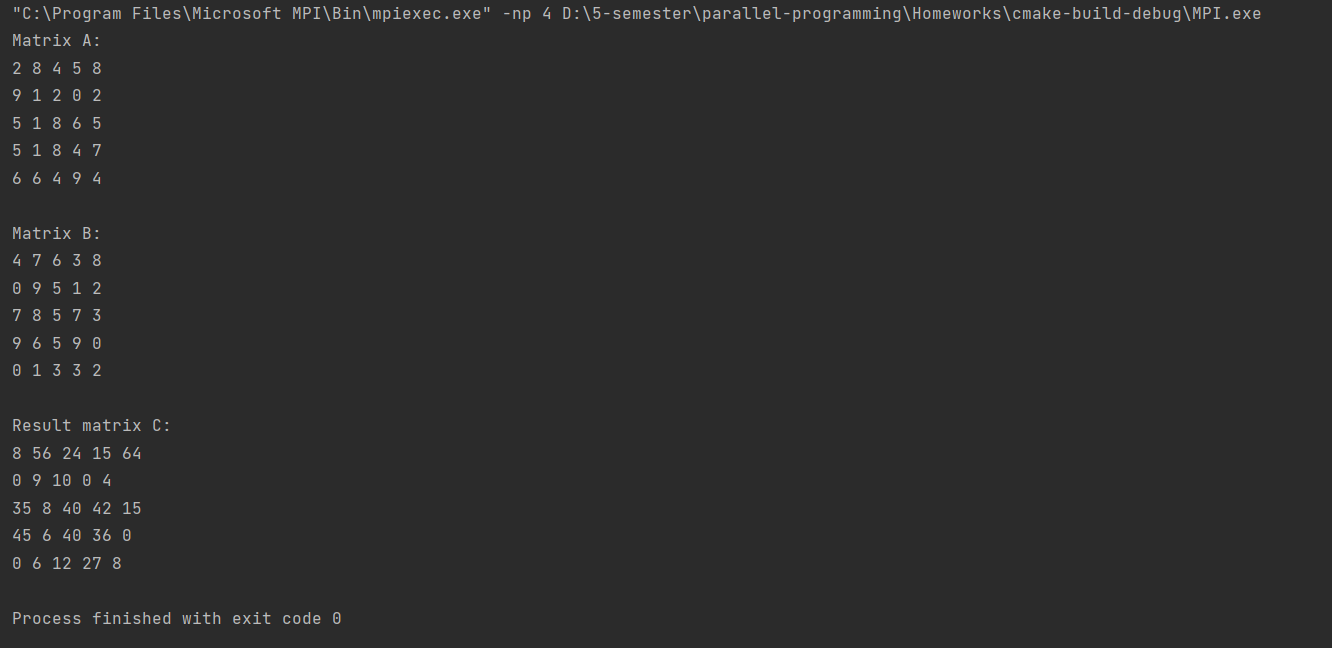 "C:\Program Files\Microsoft MPI\Bin\mpiexec.exe" -np 4 D:\5-semester\parallel-programming\Homeworks\cmake-build-debug\MPI.exe
Matrix A:
2 8 4 5 8
9 1 2 0 2
5 1 8 6 5
5 1 8 4 7
6 6 4 9 4
Matrix B:
4 7 6 3 8
0 9 5 1 2
7 8 5 7 3
9 6 5 9 0
0 1 3 3 2
Result matrix C:
8 56 24 15 64
0 9 10 0 4
35 8 40 42 15
45 6 40 36 0
0 6 12 27 8
Process finished with exit code 0